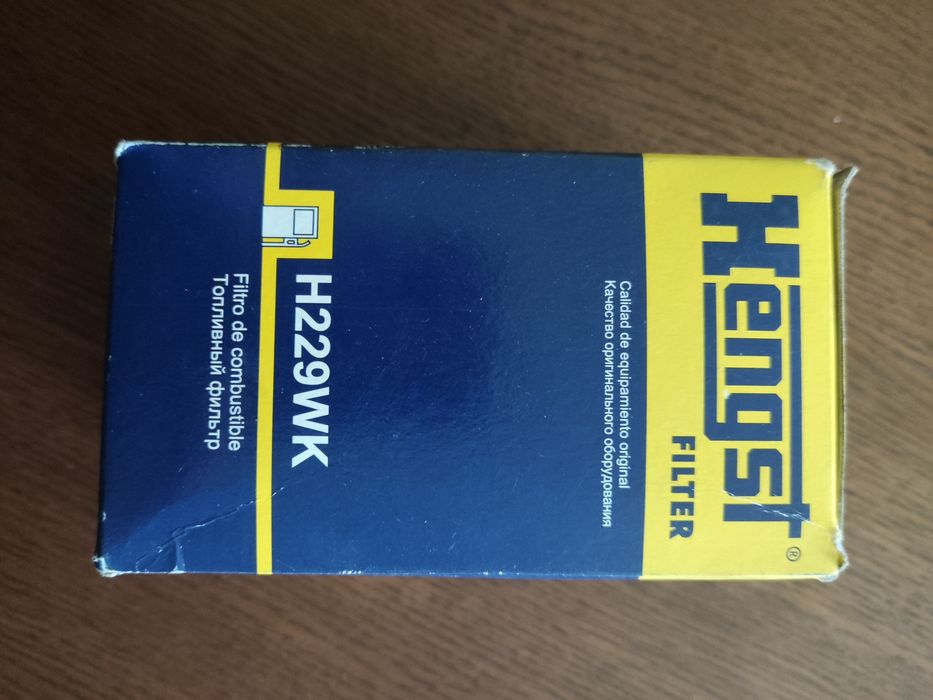 Hengst®
FILTER
Calidad de equipamiento original
Качество оригинального оборудования
H229WK
Filtro de combustible
Топливный фильтр